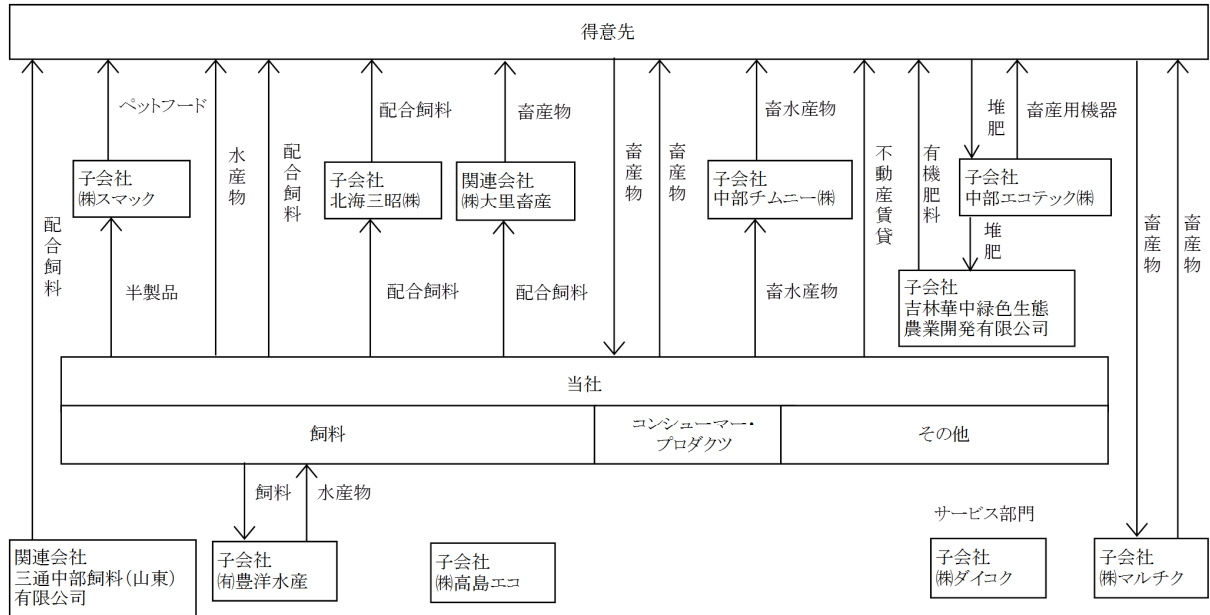 得意先
ペットフード
水産物
配合飼料
配合飼料
畜産物
畜産物
畜産物
畜水産物
不動産賃貸
有機肥料
堆肥
畜産用機器
配合飼料
子会社
㈱スマック
子会社
北海三昭㈱
関連会社
㈱大里畜産
子会社
中部チムニー㈱
子会社
中部エコテック㈱
畜産物
畜産物
半製品
配合飼料
配合飼料
畜水産物
堆肥
子会社
吉林華中緑色生態
農業開発有限公司
当社
飼料
コンシューマー・
プロダクツ
その他
飼料
水産物
サービス部門
関連会社
三通中部飼料(山東)
有限公司
子会社
㈲豊洋水産
子会社
㈱高島エコ
子会社
㈱ダイコク
子会社
㈱マルチク